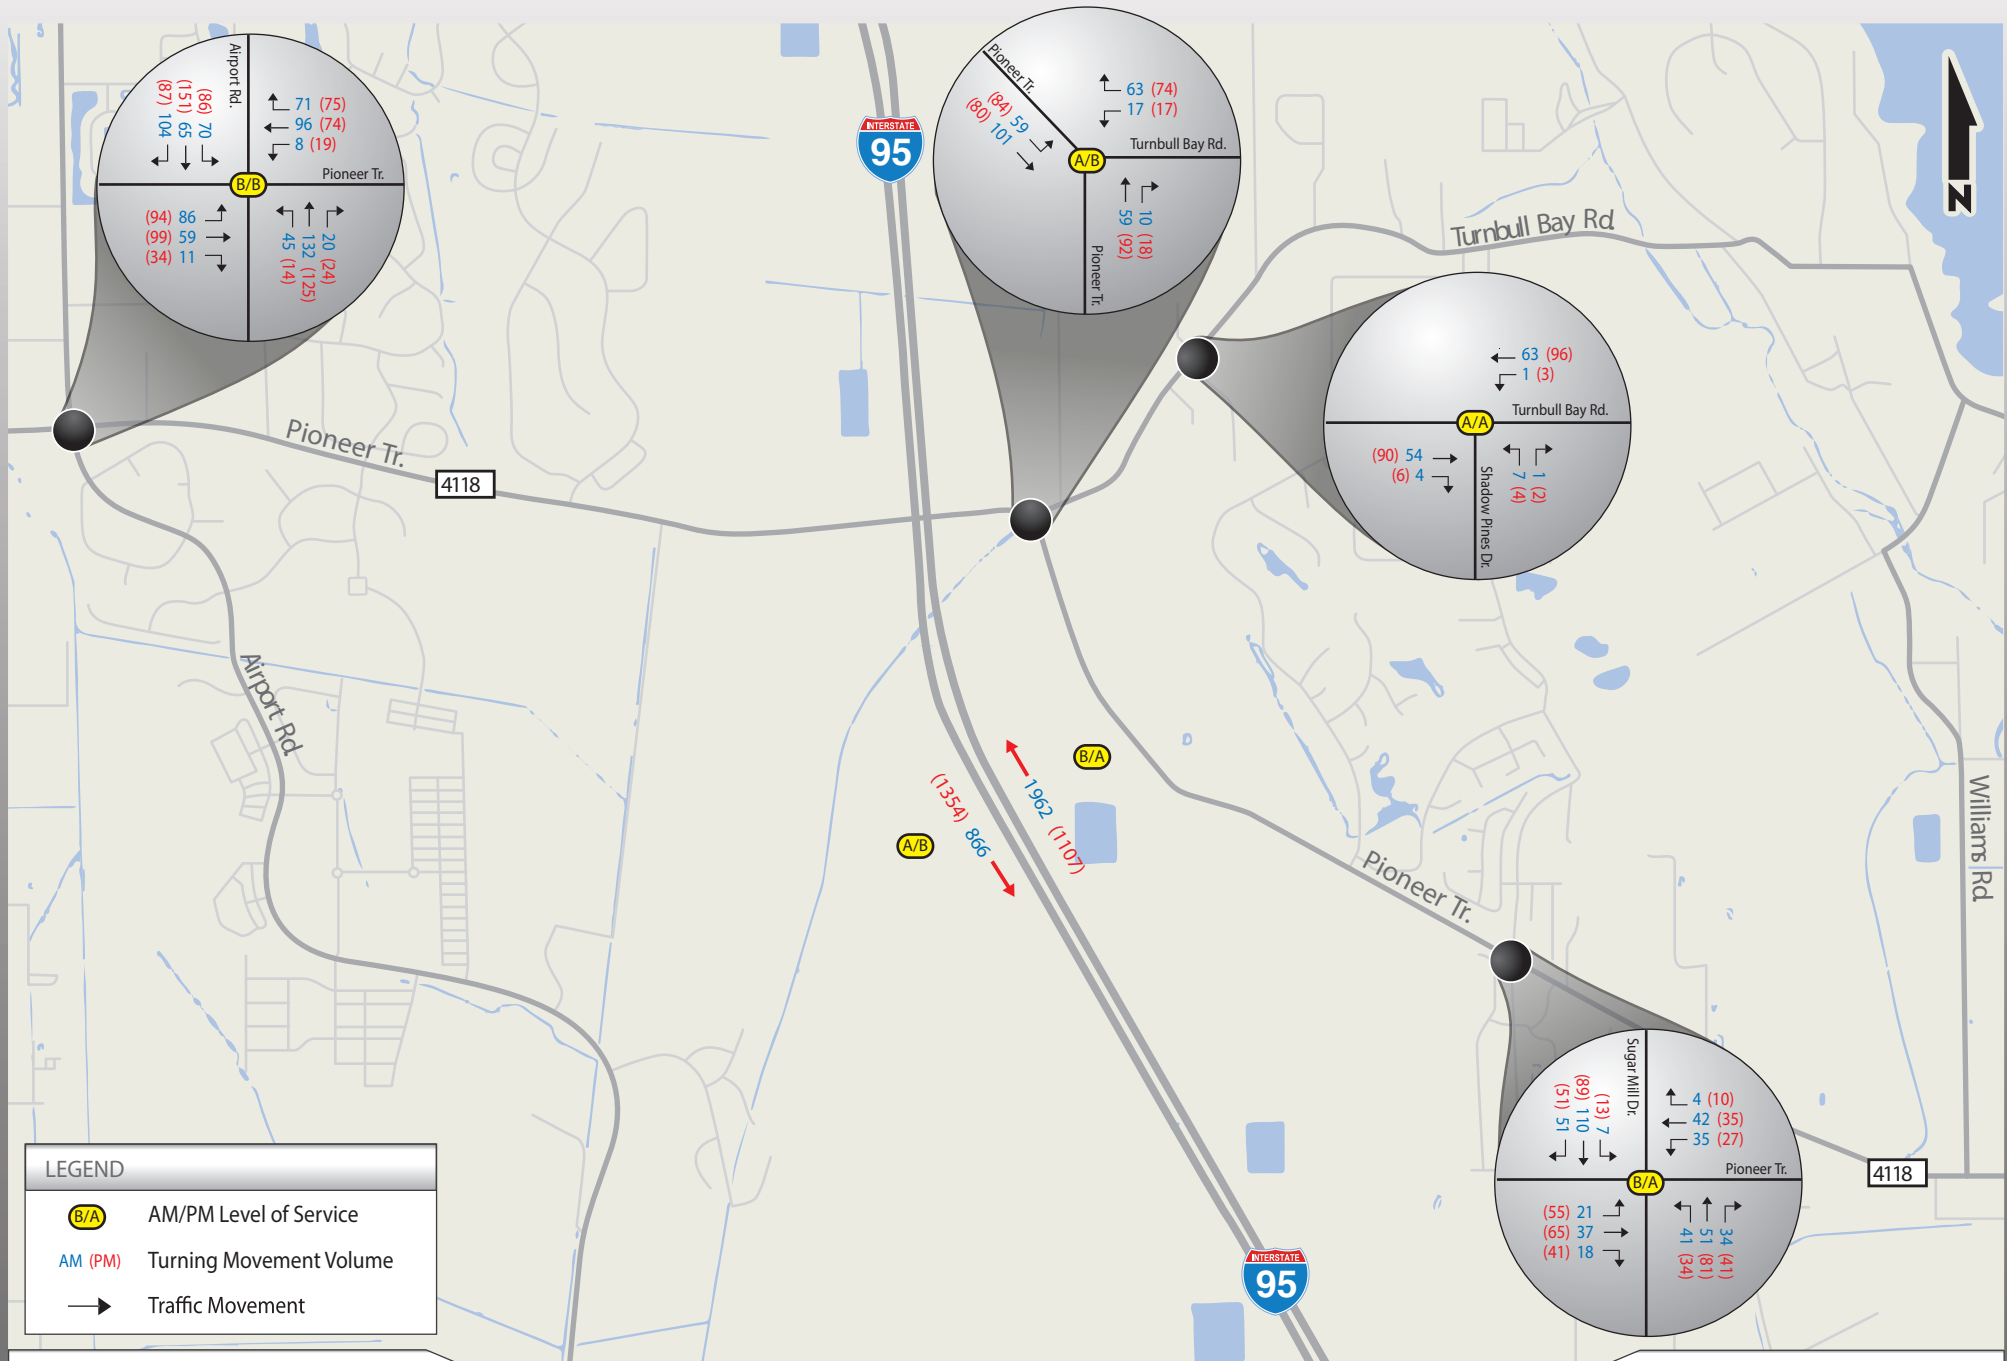 Airport Rd.
(87) 104
(151) 65
(86) 70
71 (75)
96 (74)
8 (19)
Pioneer Tr.
B/B
(94) 86
(99) 59
(34) 11
45 (14)
132 (125)
20 (24)
INTERSTATE
95
Pioneer Tr.
(84) 59
(80) 101
63 (74)
17 (17)
Turnbull Bay Rd.
A/B
59 (92)
10 (18)
Pioneer Tr.
N
Turnbull Bay Rd.
63 (96)
1 (3)
Turnbull Bay Rd.
A/A
(90) 54
(6) 4
7 (4)
1 (2)
Shadow Pines Dr.
Pioneer Tr.
4118
Airport Rd.
B/A
1962 (1107)
(1354) 866
A/B
Williams Rd.
Pioneer Tr.
Sugar Mill Dr.
(51) 51
(89) 110
(13) 7
4 (10)
42 (35)
35 (27)
Pioneer Tr.
B/A
(55) 21
(65) 37
(41) 18
41 (34)
51 (81)
34 (41)
4118
INTERSTATE
95
LEGEND
B/A AM/PM Level of Service
AM (PM) Turning Movement Volume
Traffic Movement